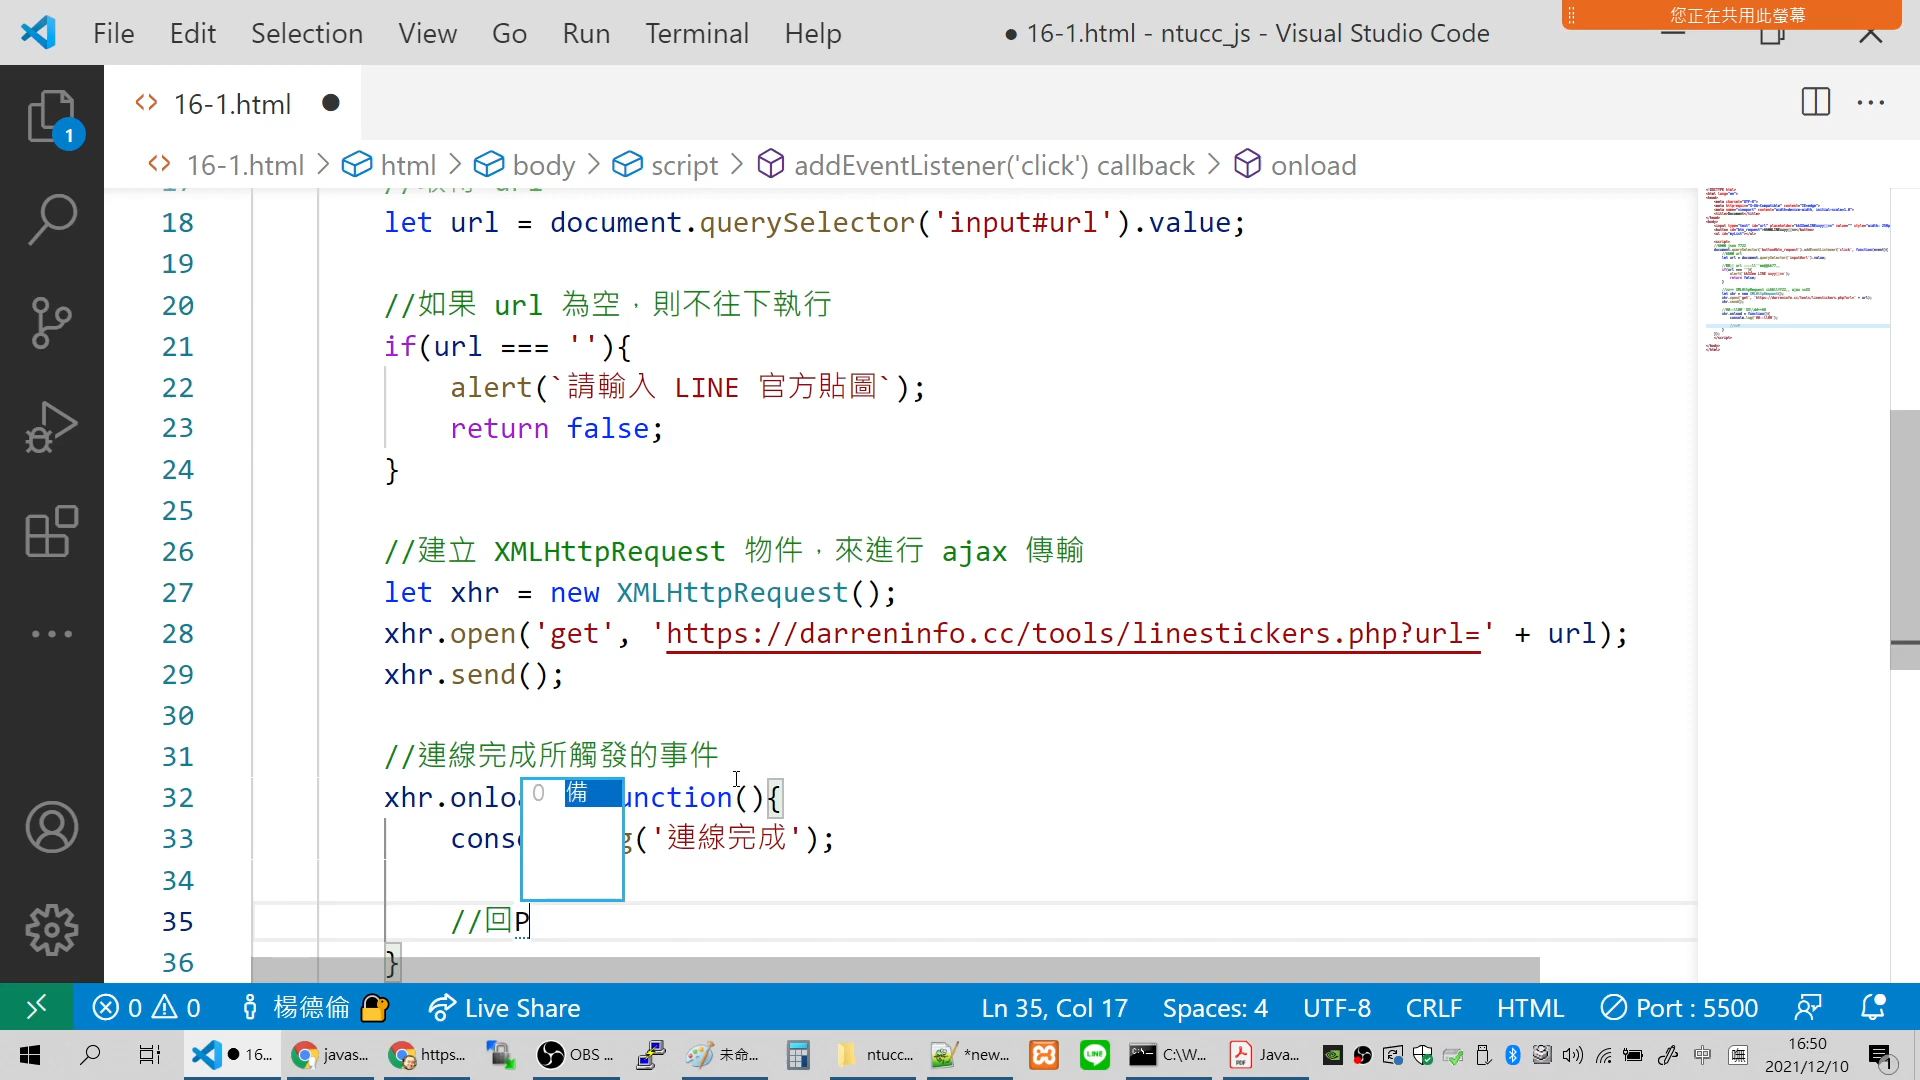 File Edit Selection View Go Run Terminal Help
● 16-1.html - ntucc_js - Visual Studio Code
您正在共用此螢幕
16-1.html
1
16-1.html > html > body > script > addEventListener('click') callback > onload
18 let url = document.querySelector('input#url').value;
19
20 //如果 url 為空，則不往下執行
21 if(url === ''){
22 alert(`請輸入 LINE 官方貼圖`);
23 return false;
24 }
25
26 //建立 XMLHttpRequest 物件，來進行 ajax 傳輸
27 let xhr = new XMLHttpRequest();
28 xhr.open('get', 'https://darreninfo.cc/tools/linestickers.php?url=' + url);
29 xhr.send();
30
31 //連線完成所觸發的事件
32 xhr.onloa unction(){
0 備
33 cons g('連線完成');
34
35 //回P
36 }
0 0 楊德倫 Live Share
Ln 35, Col 17 Spaces: 4 UTF-8 CRLF HTML Port : 5500
● 16... javas... https... OBS ... 未命... ntucc... *new... LINE C:\W... Java... 中 16:50
2021/12/10
1